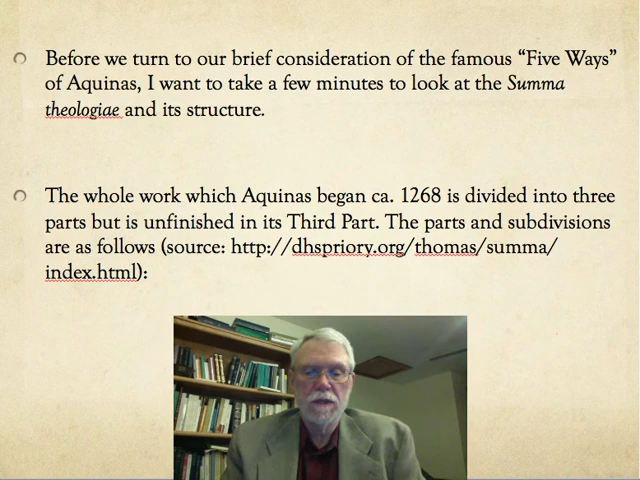 Before we turn to our brief consideration of the famous “Five Ways”
of Aquinas, I want to take a few minutes to look at the Summa
theologiae and its structure.
The whole work which Aquinas began ca. 1268 is divided into three
parts but is unfinished in its Third Part. The parts and subdivisions
are as follows (source: http://dhspriory.org/thomas/summa/
index.html):